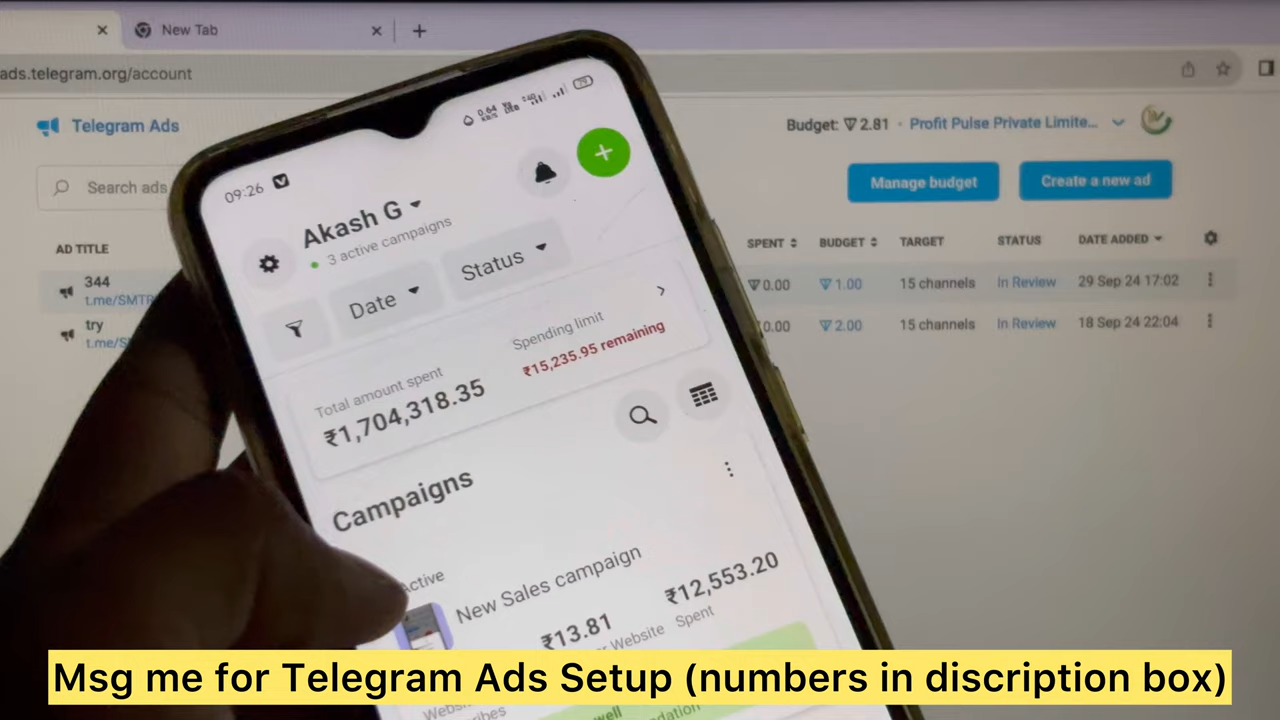 New Tab
ads.telegram.org/account
Telegram Ads
Budget: 2.81 · Profit Pulse Private Limite...
Search ads
Manage budget
Create a new ad
AD TITLE
SPENT
BUDGET
TARGET
STATUS
DATE ADDED
344
t.me/SMTR
0.00
1.00
15 channels
In Review
29 Sep 24 17:02
try
0.00
2.00
15 channels
In Review
18 Sep 24 22:04
09:26
79
Akash G
3 active campaigns
Date
Status
Total amount spent
₹1,704,318.35
Spending limit
₹15,235.95 remaining
Campaigns
Active
New Sales campaign
₹13.81
Website
₹12,553.20
Spent
Msg me for Telegram Ads Setup (numbers in discription box)